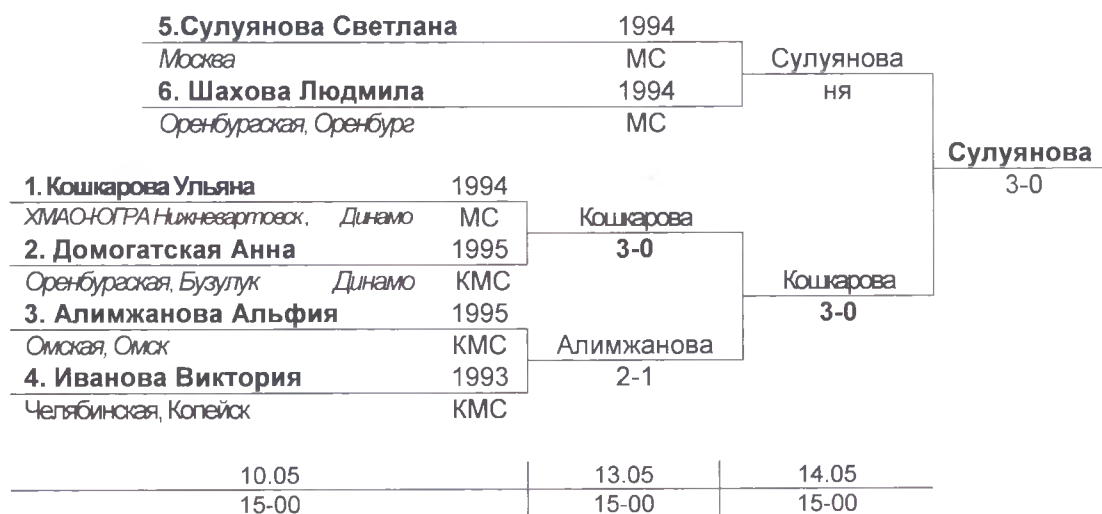 5.Сулуянова Светлана 1994
Москва МС Сулуянова
6. Шахова Людмила 1994 ня
Оренбургская, Оренбург МС
Сулуянова
3-0
1. Кошкарова Ульяна 1994
ХМАО-ЮГРА Нижневартовск, Динамо МС Кошкарова
2. Домогатская Анна 1995 3-0
Оренбургская, Бузулук Динамо КМС Кошкарова
3. Алимжанова Альфия 1995 3-0
Омская, Омск КМС Алимжанова
4. Иванова Виктория 1993 2-1
Челябинская, Копейск КМС
10.05 13.05 14.05
15-00 15-00 15-00